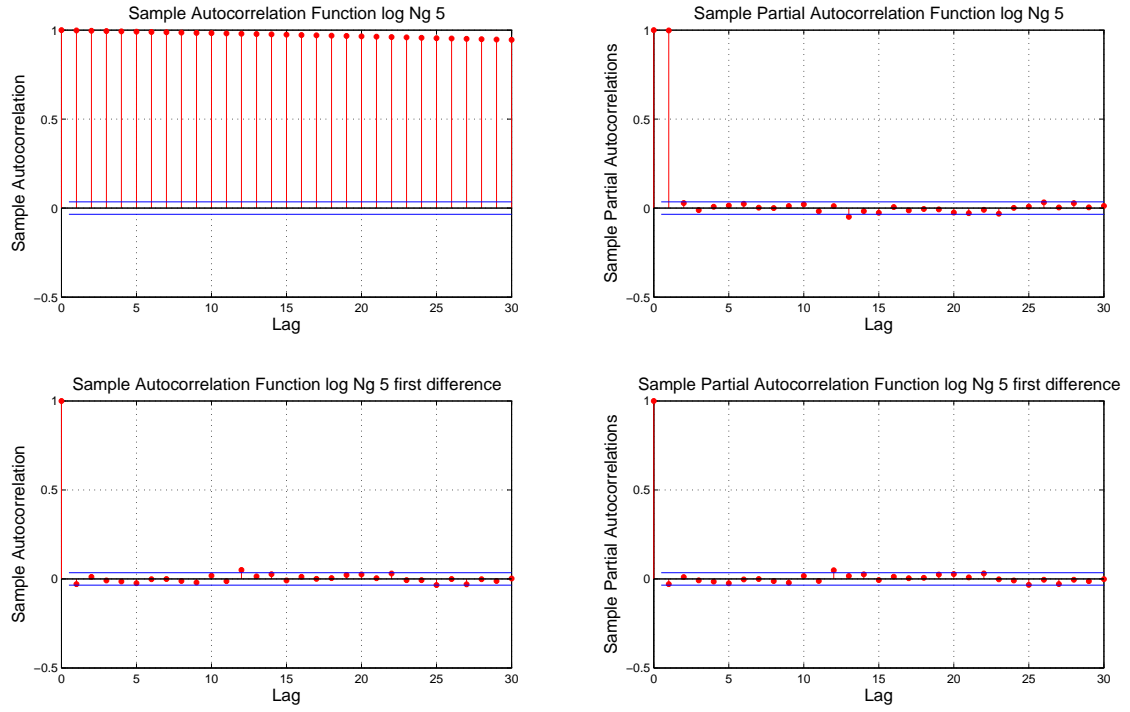 Sample Autocorrelation Function log Ng 5
1
0.5
0
−0.5
0 5 10 15 20 25 30
Lag
Sample Autocorrelation
Sample Partial Autocorrelation Function log Ng 5
1
0.5
0
−0.5
0 5 10 15 20 25 30
Lag
Sample Partial Autocorrelations
Sample Autocorrelation Function log Ng 5 first difference
1
0.5
0
−0.5
0 5 10 15 20 25 30
Lag
Sample Autocorrelation
Sample Partial Autocorrelation Function log Ng 5 first difference
1
0.5
0
−0.5
0 5 10 15 20 25 30
Lag
Sample Partial Autocorrelations